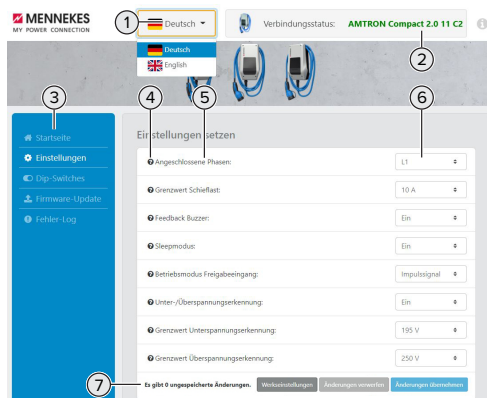 MENNEKES
MY POWER CONNECTION
1
Deutsch
Verbindungsstatus: AMTRON Compact 2.0 11 C2
Deutsch
English
2
3
4
5
6
Startseite
Einstellungen
Dip-Switches
Firmware-Update
Fehler-Log
Einstellungen setzen
Angeschlossene Phasen: L1
Grenzwert Schieflast: 10 A
Feedback Buzzer: Ein
Sleepmodus: Ein
Betriebsmodus Freigabeeingang: Impulssignal
Unter-/Überspannungserkennung: Ein
Grenzwert Unterspannungserkennung: 195 V
Grenzwert Überspannungserkennung: 250 V
7
Es gibt 0 ungespeicherte Änderungen. Werkseinstellungen Änderungen verwerfen Änderungen übernehmen